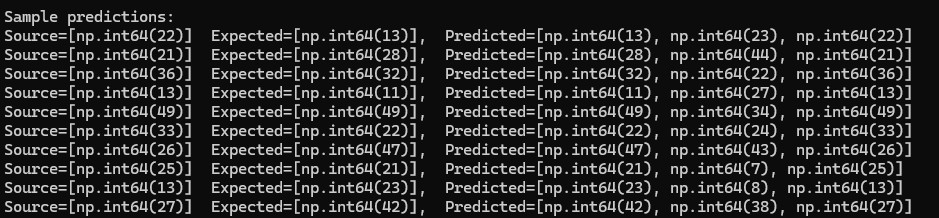 Sample predictions:
Source=[np.int64(22)]  Expected=[np.int64(13)],  Predicted=[np.int64(13), np.int64(23), np.int64(22)]
Source=[np.int64(21)]  Expected=[np.int64(28)],  Predicted=[np.int64(28), np.int64(44), np.int64(21)]
Source=[np.int64(36)]  Expected=[np.int64(32)],  Predicted=[np.int64(32), np.int64(22), np.int64(36)]
Source=[np.int64(13)]  Expected=[np.int64(11)],  Predicted=[np.int64(11), np.int64(27), np.int64(13)]
Source=[np.int64(49)]  Expected=[np.int64(49)],  Predicted=[np.int64(49), np.int64(34), np.int64(49)]
Source=[np.int64(33)]  Expected=[np.int64(22)],  Predicted=[np.int64(22), np.int64(24), np.int64(33)]
Source=[np.int64(26)]  Expected=[np.int64(47)],  Predicted=[np.int64(47), np.int64(43), np.int64(26)]
Source=[np.int64(25)]  Expected=[np.int64(21)],  Predicted=[np.int64(21), np.int64(7), np.int64(25)]
Source=[np.int64(13)]  Expected=[np.int64(23)],  Predicted=[np.int64(23), np.int64(8), np.int64(13)]
Source=[np.int64(27)]  Expected=[np.int64(42)],  Predicted=[np.int64(42), np.int64(38), np.int64(27)]